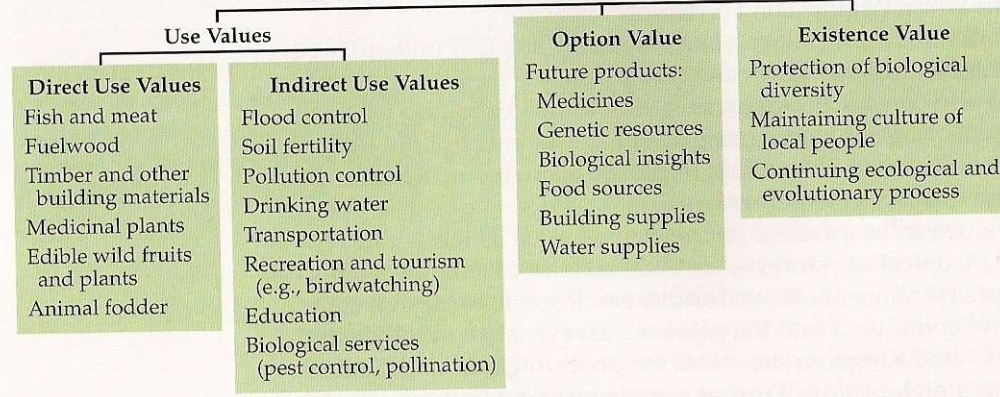 Use Values
Direct Use Values
Fish and meat
Fuelwood
Timber and other
building materials
Medicinal plants
Edible wild fruits
and plants
Animal fodder
Indirect Use Values
Flood control
Soil fertility
Pollution control
Drinking water
Transportation
Recreation and tourism
(e.g., birdwatching)
Education
Biological services
(pest control, pollination)
Option Value
Future products:
Medicines
Genetic resources
Biological insights
Food sources
Building supplies
Water supplies
Existence Value
Protection of biological
diversity
Maintaining culture of
local people
Continuing ecological and
evolutionary process